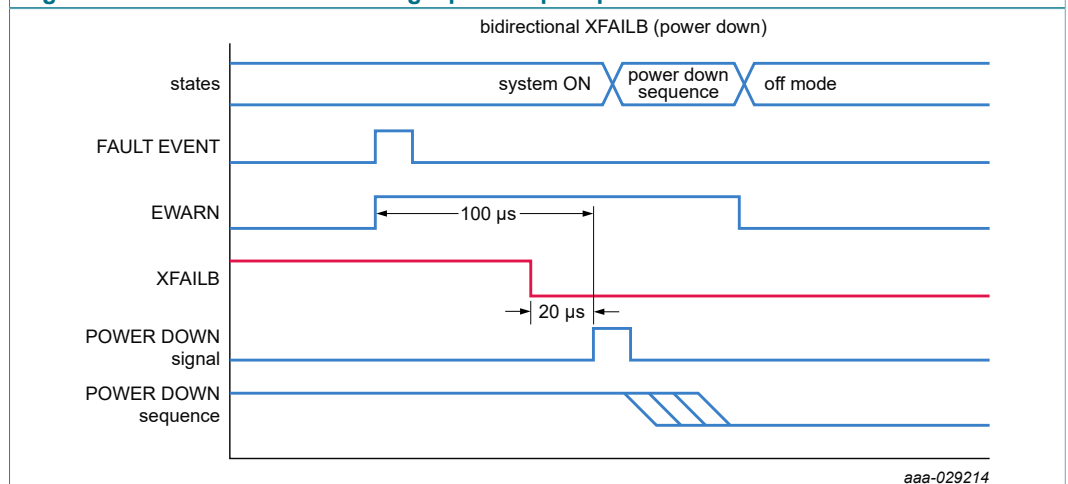 bidirectional XFAILB (power down)
states
system ON
power down
sequence
off mode
FAULT EVENT
EWARN
100 µs
XFAILB
20 µs
POWER DOWN
signal
POWER DOWN
sequence
aaa-029214